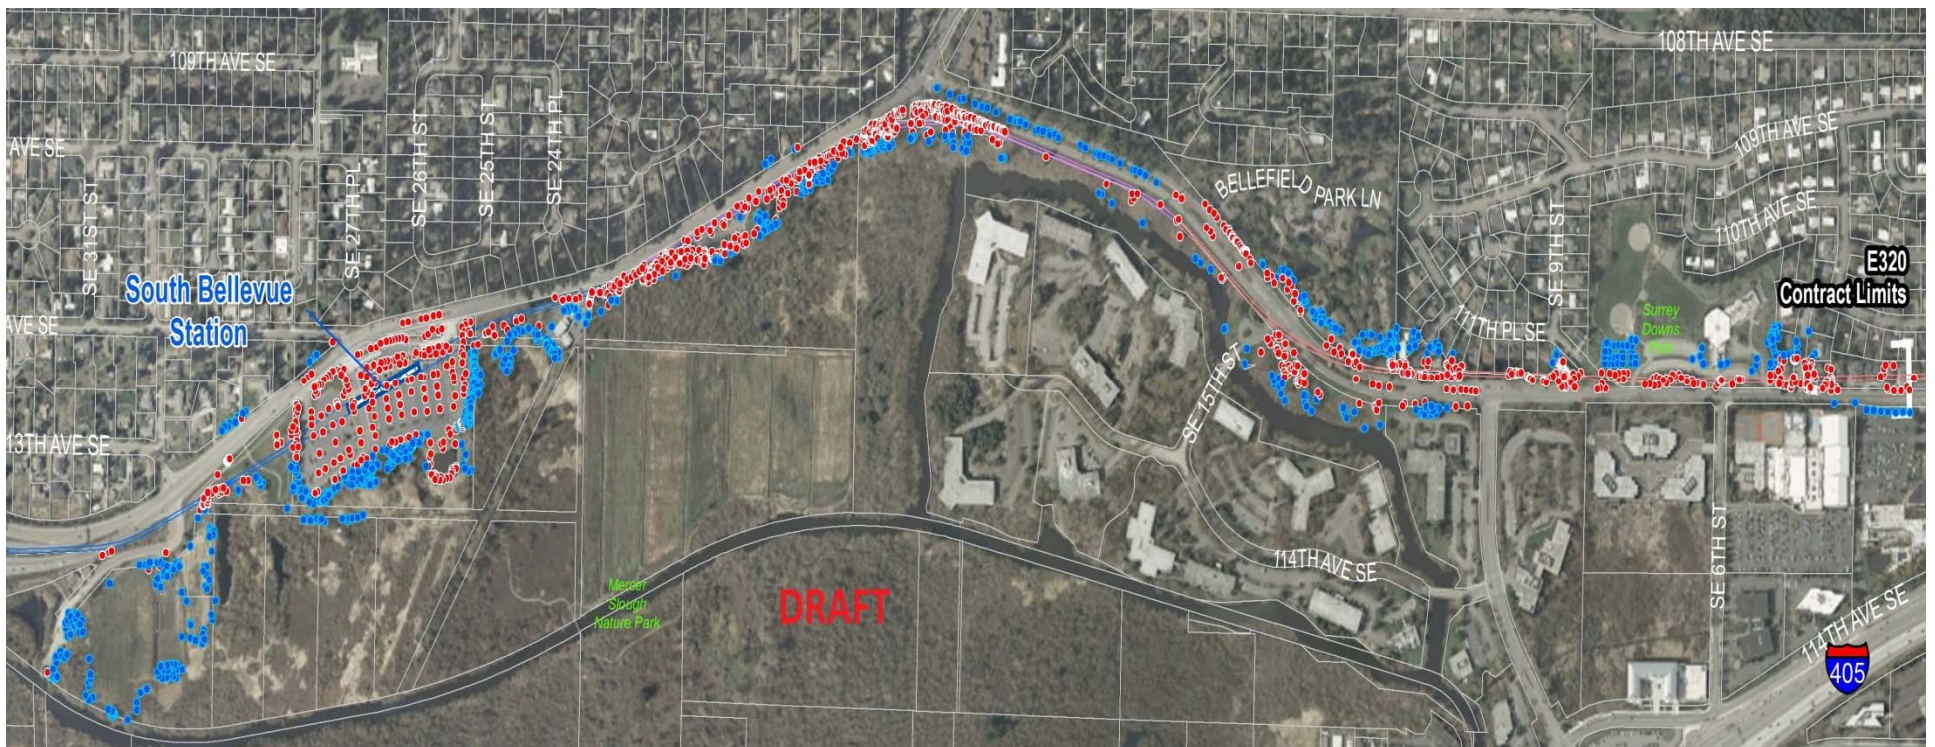 109TH AVE SE
108TH AVE SE
AVE SE
SE 31ST ST
SE 27TH PL
SE 26TH ST
SE 25TH ST
SE 24TH PL
BELLEFIELD PARK LN
109TH AVE SE
110TH AVE SE
SE 9TH ST
111TH PL SE
E320
Contract Limits
South Bellevue
Station
Surrey
Downs
AVE SE
13TH AVE SE
SE 15TH ST
114TH AVE SE
SE 6TH ST
Mercer
Slough
Nature Park
DRAFT
114TH AVE SE
405